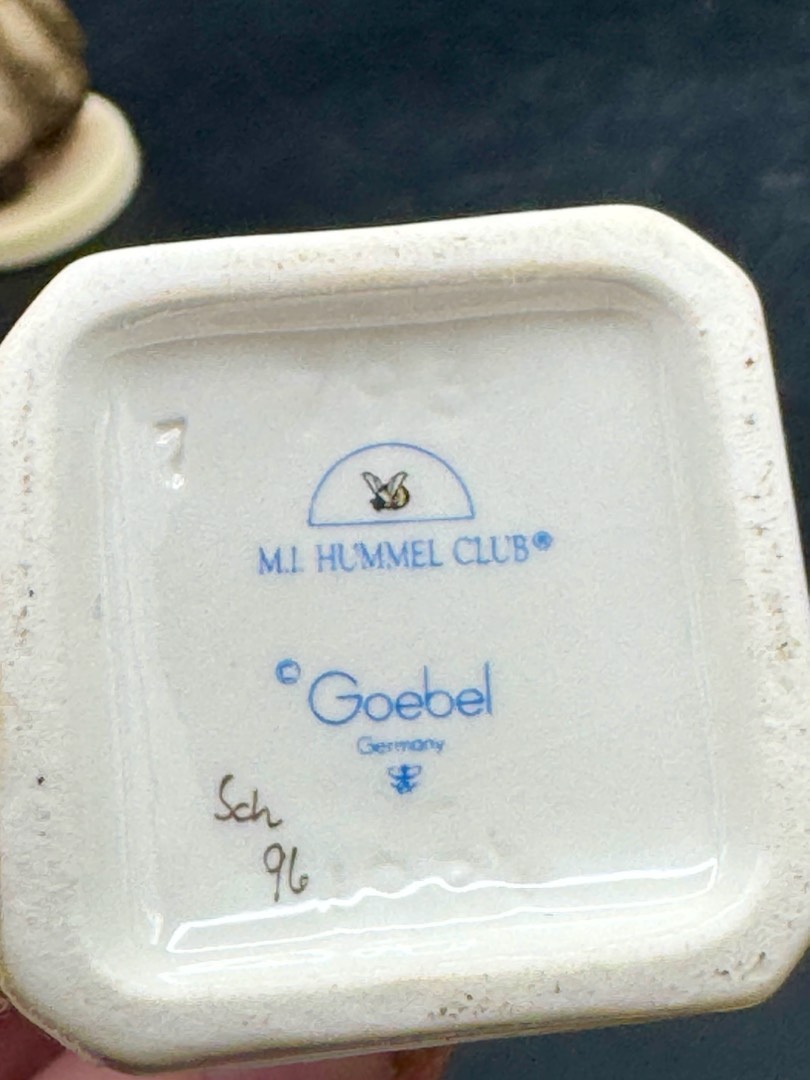 M.I. HUMMEL CLUB®
© Goebel
Germany
Sch
96